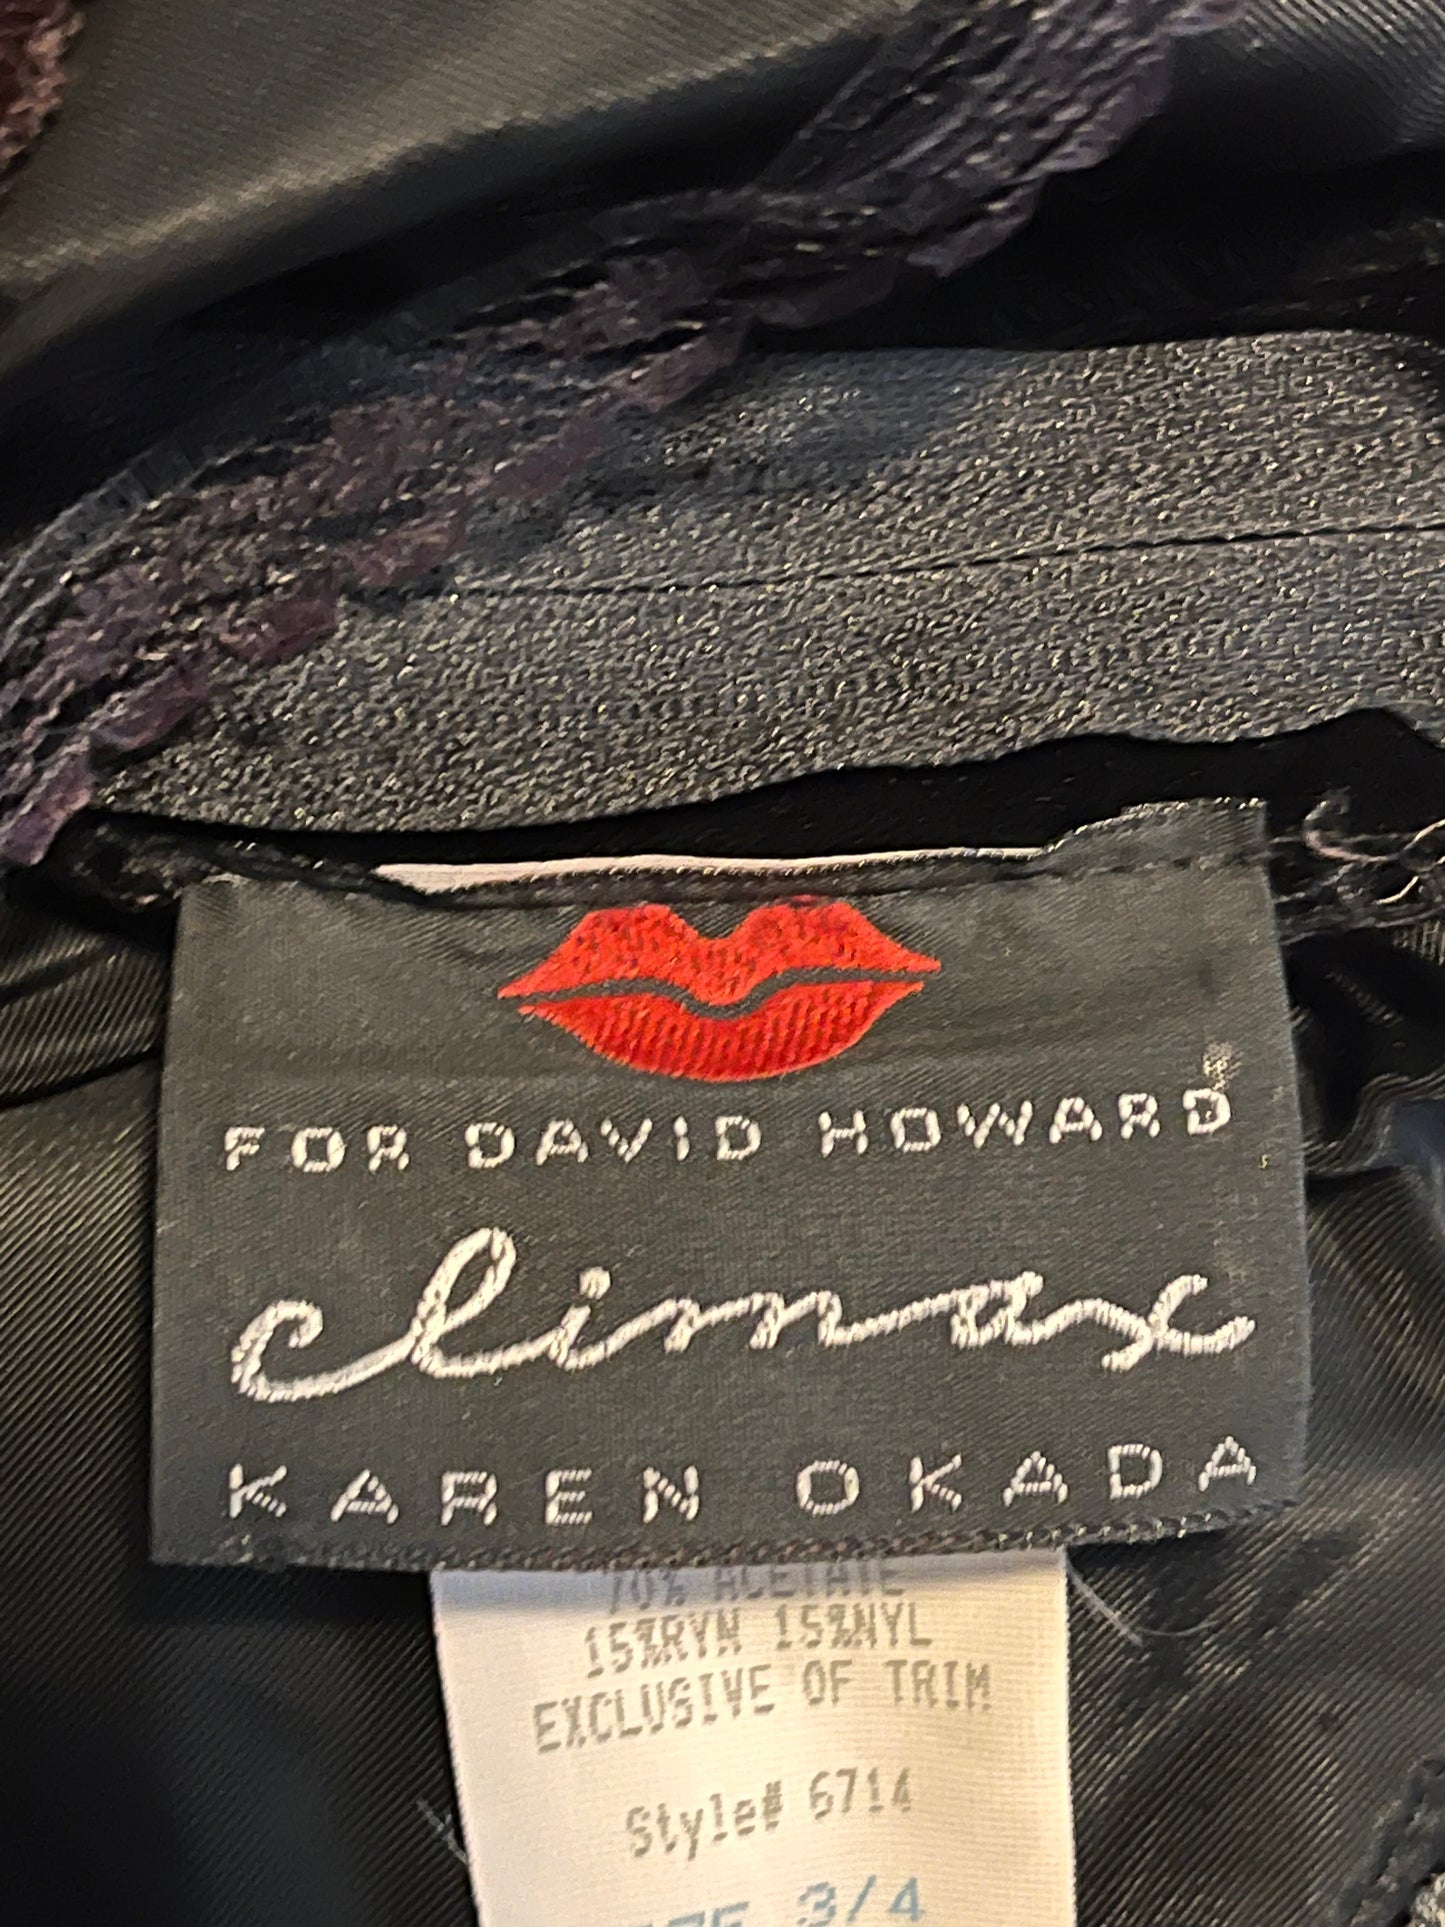 FOR DAVID HOWARD
climax
KAREN OKADA
70% ACETATE
15%RYN 15%NYL
EXCLUSIVE OF TRIM
Style# 6714
3/4